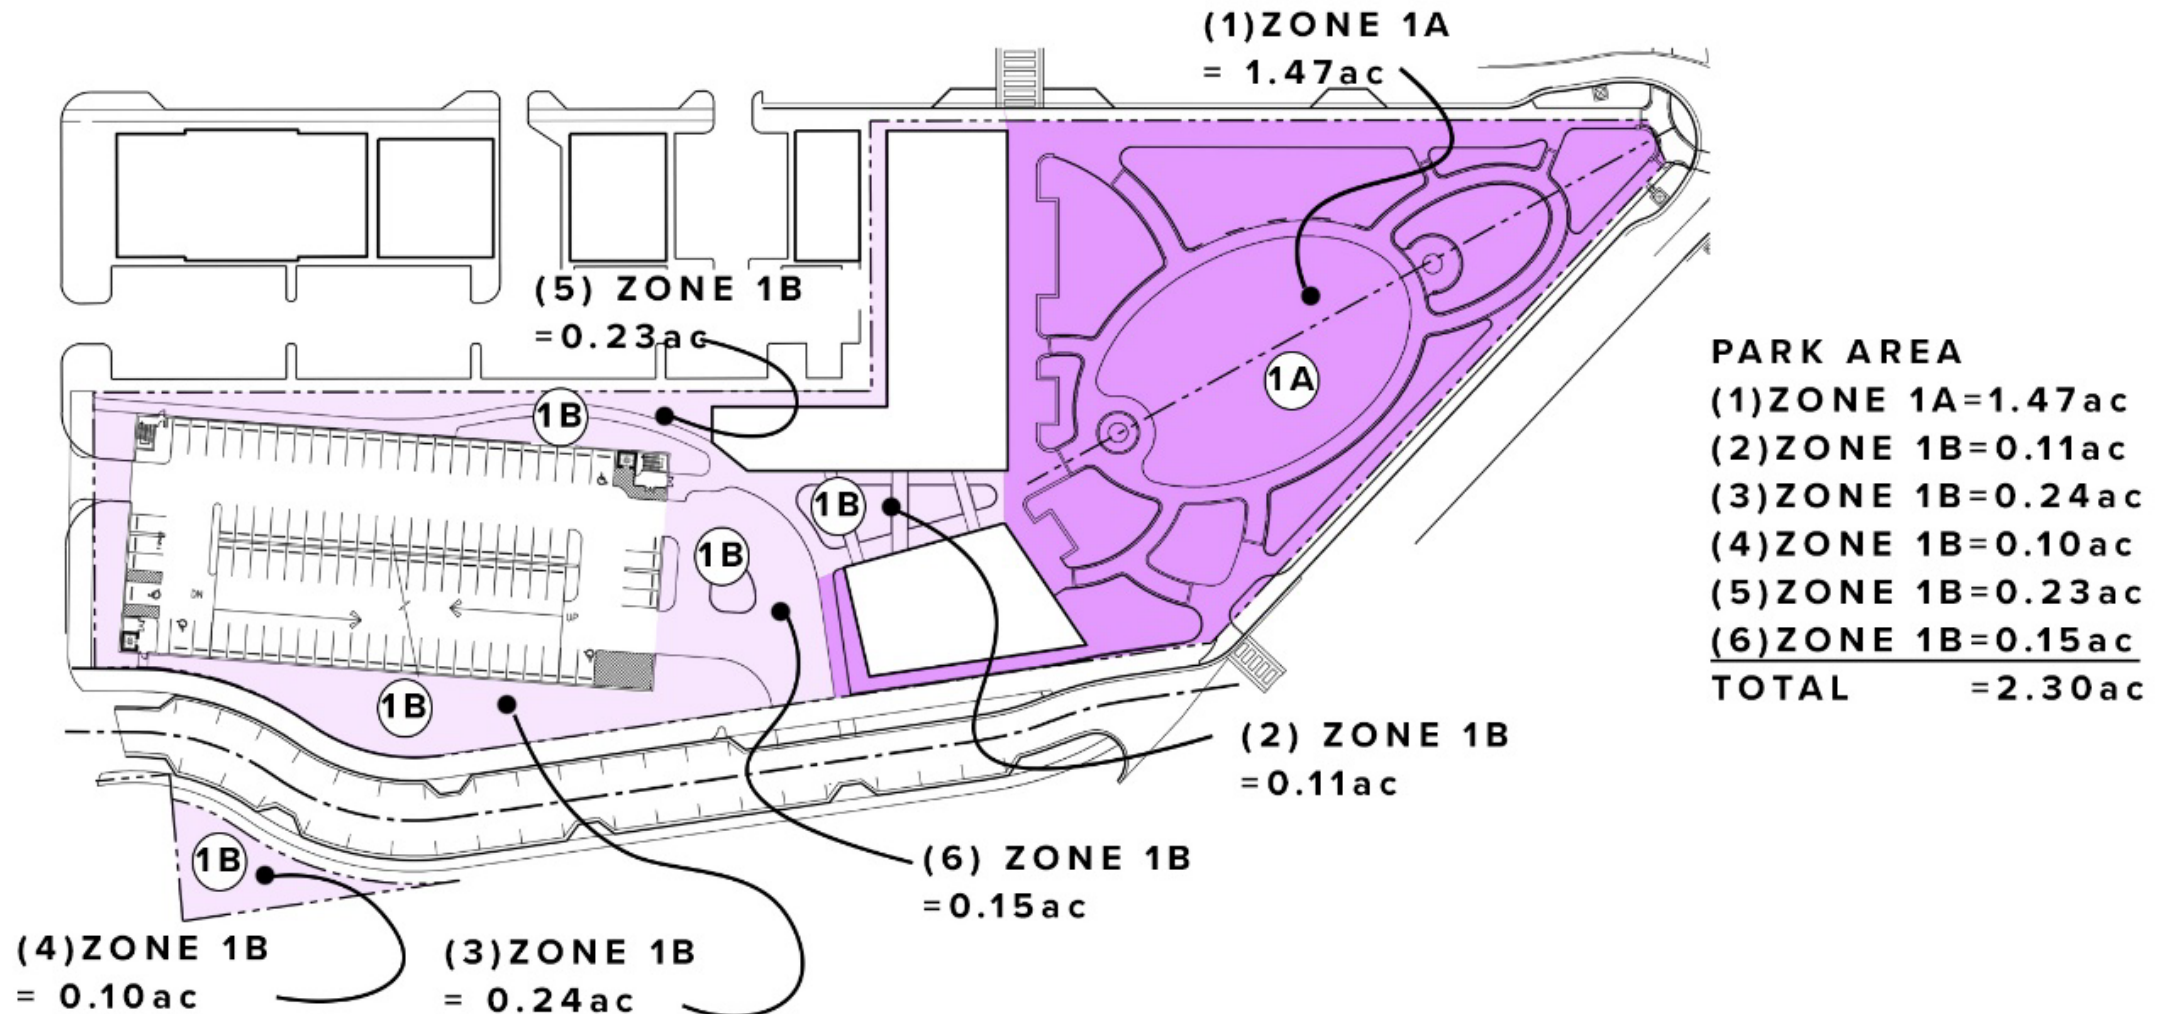 (1)ZONE 1A
= 1.47ac
(5) ZONE 1B
=0.23ac
1B
1A
1B
1B
DN
UP
1B
1B
(2) ZONE 1B
=0.11ac
(6) ZONE 1B
=0.15ac
(4)ZONE 1B
= 0.10ac
(3)ZONE 1B
= 0.24ac
PARK AREA
(1)ZONE 1A=1.47ac
(2)ZONE 1B=0.11ac
(3)ZONE 1B=0.24ac
(4)ZONE 1B=0.10ac
(5)ZONE 1B=0.23ac
(6)ZONE 1B=0.15ac
TOTAL =2.30ac